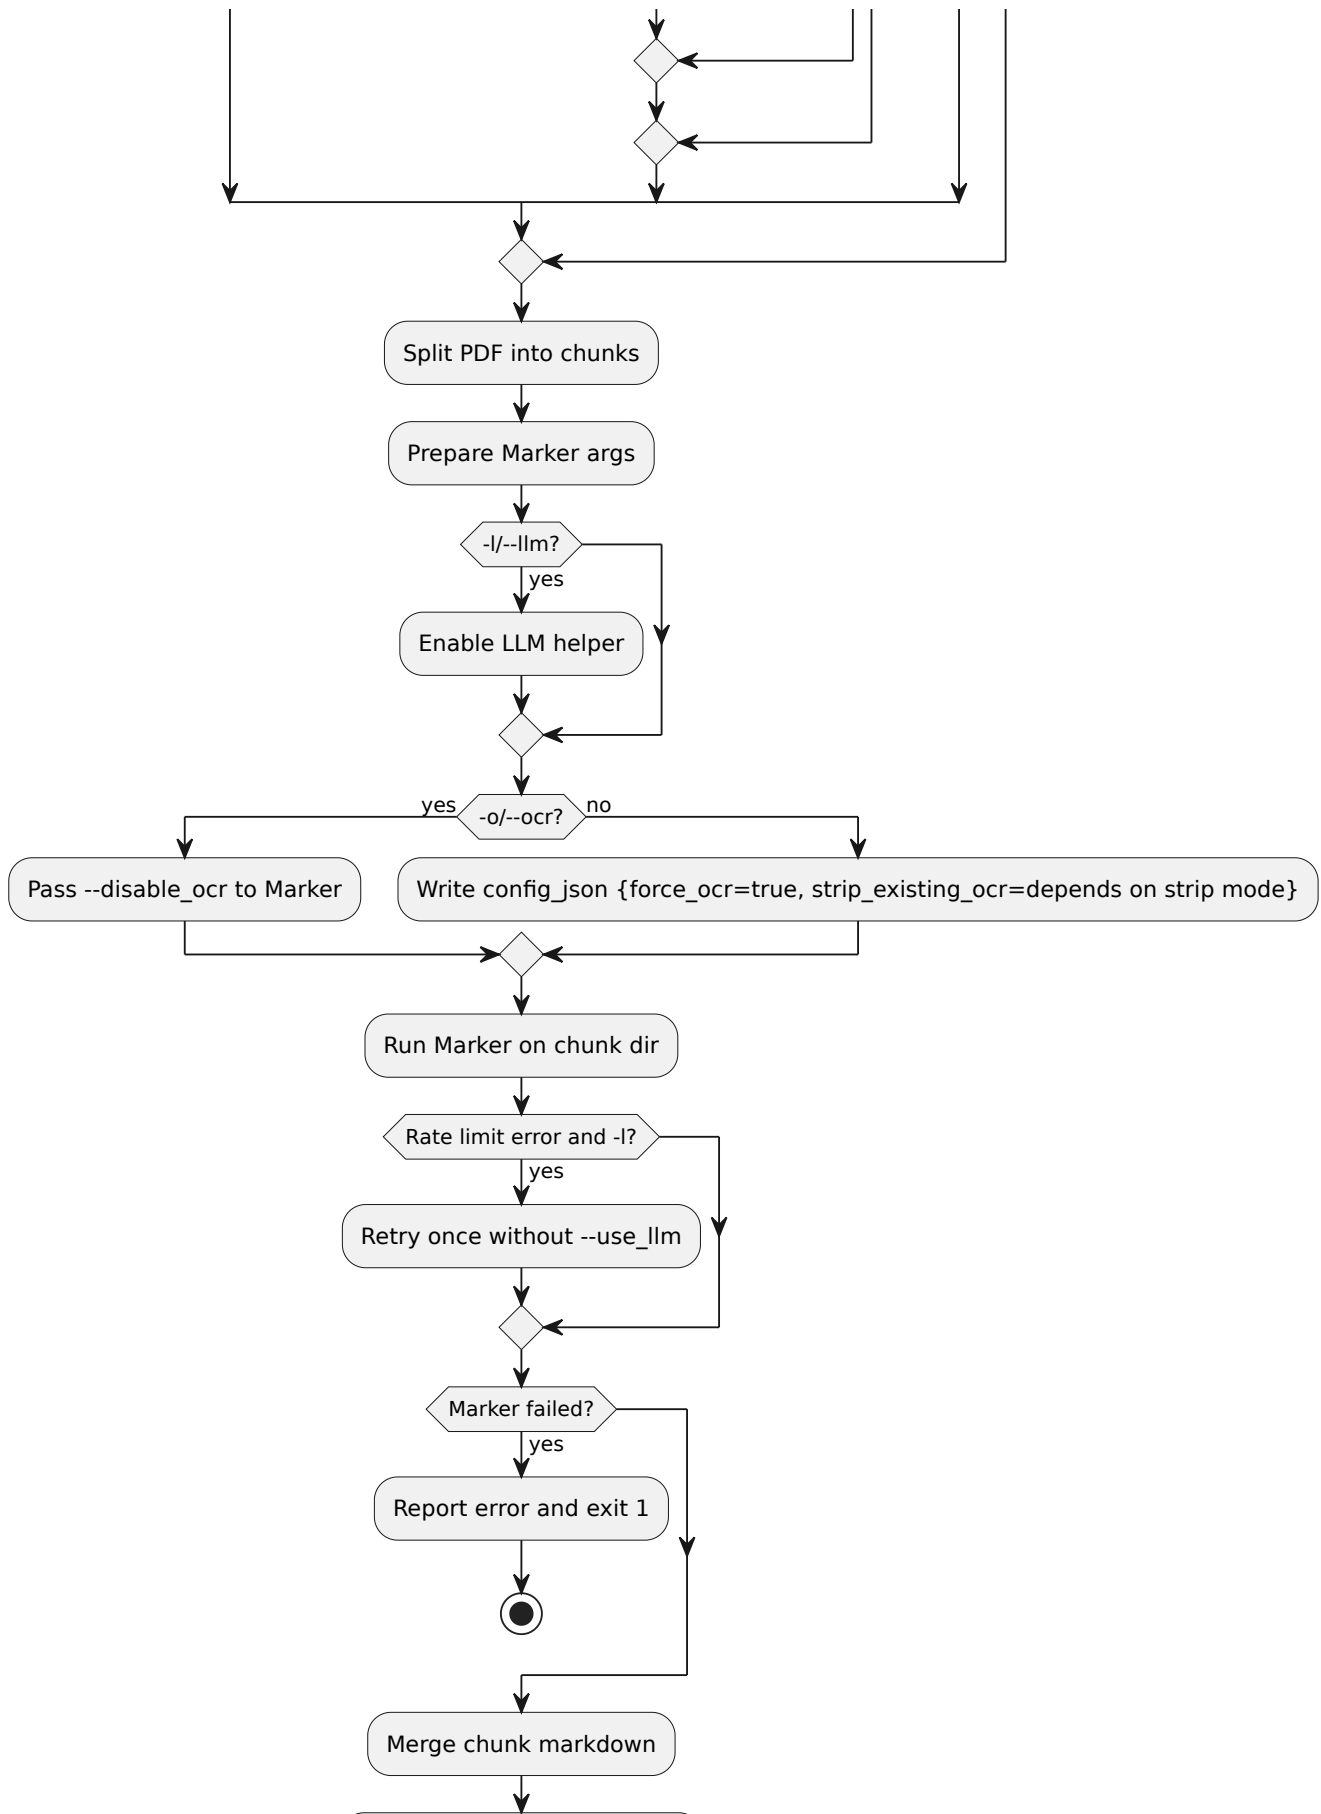 Split PDF into chunks
Prepare Marker args
-l/--llm?
yes
Enable LLM helper
yes
-o/--ocr?
no
Pass --disable_ocr to Marker
Write config_json {force_ocr=true, strip_existing_ocr=depends on strip mode}
Run Marker on chunk dir
Rate limit error and -l?
yes
Retry once without --use_llm
Marker failed?
yes
Report error and exit 1
Merge chunk markdown